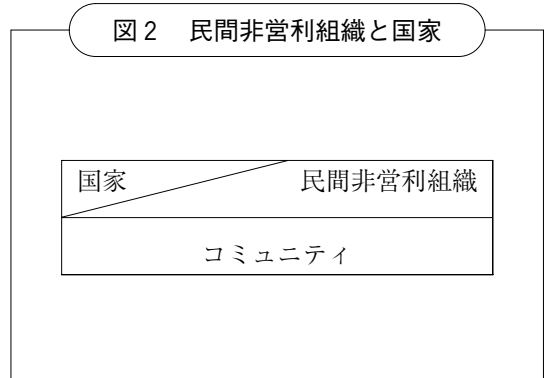 図２　民間非営利組織と国家
国家　民間非営利組織
コミュニティ